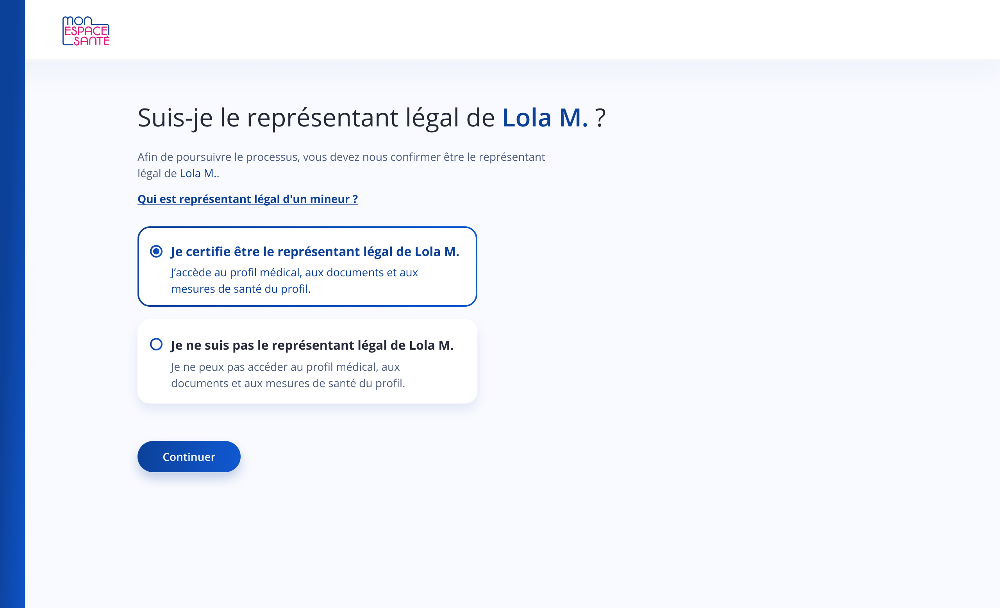 mon
ESPACE
SANTÉ
Suis-je le représentant légal de Lola M. ?
Afin de poursuivre le processus, vous devez nous confirmer être le représentant
légal de Lola M..
Qui est représentant légal d'un mineur ?
Je certifie être le représentant légal de Lola M.
J’accède au profil médical, aux documents et aux
mesures de santé du profil.
Je ne suis pas le représentant légal de Lola M.
Je ne peux pas accéder au profil médical, aux
documents et aux mesures de santé du profil.
Continuer